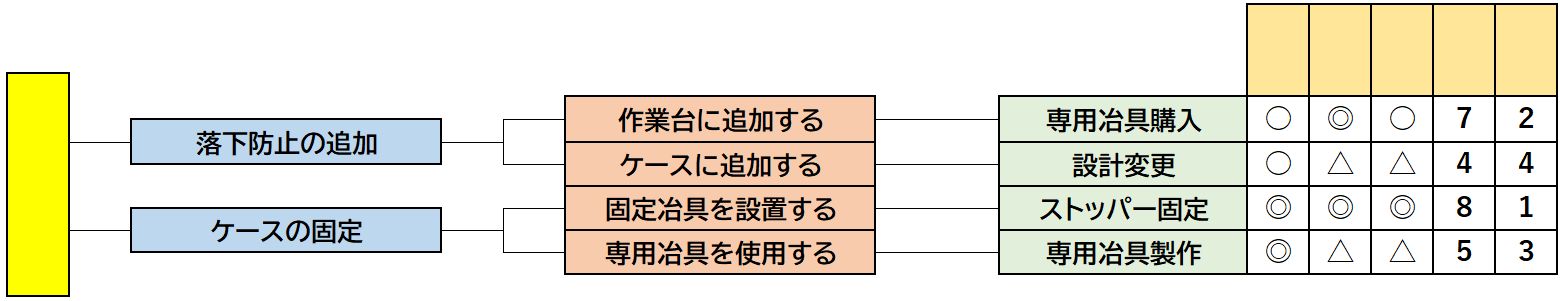 落下防止の追加
作業台に追加する
専用冶具購入
○ ◎ ○ 7 2
ケースに追加する
設計変更
○ △ △ 4 4
ケースの固定
固定冶具を設置する
ストッパー固定
◎ ◎ ◎ 8 1
専用冶具を使用する
専用冶具製作
◎ △ △ 5 3